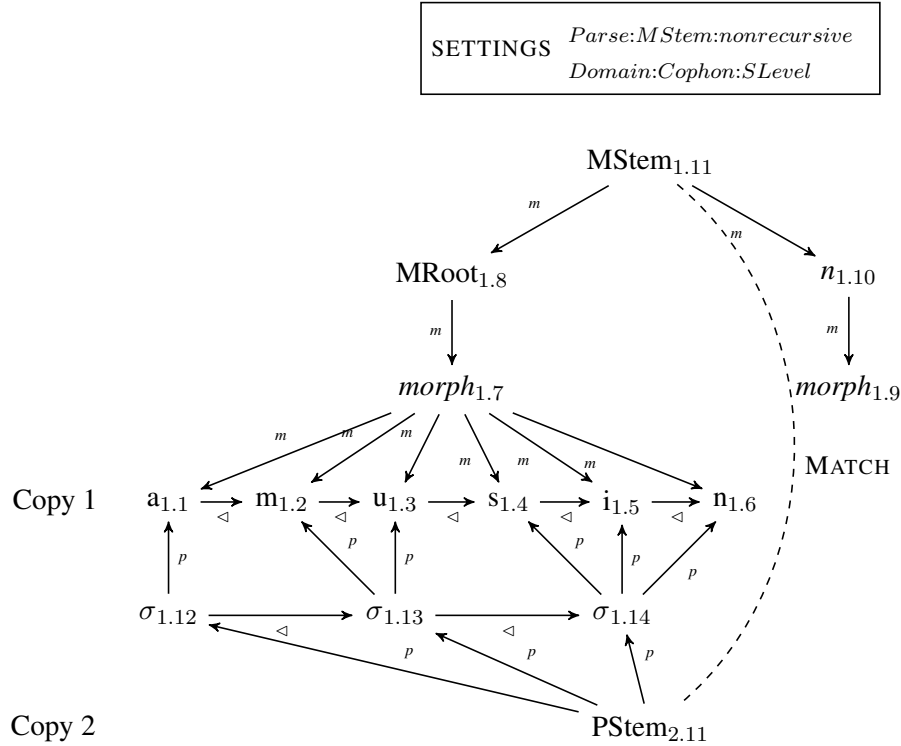 SETTINGS Parse:MStem:nonrecursive
Domain:Cophon:SLevel
MStem1.11
m m
MRoot1.8 n1.10
m m
morph1.7 morph1.9
m m m m m m
MATCH
Copy 1 a1.1 m1.2 u1.3 s1.4 i1.5 n1.6
◁ ◁ ◁ ◁ ◁
p p p p p p
σ1.12 σ1.13 σ1.14
◁ ◁
p p p
Copy 2 PStem2.11